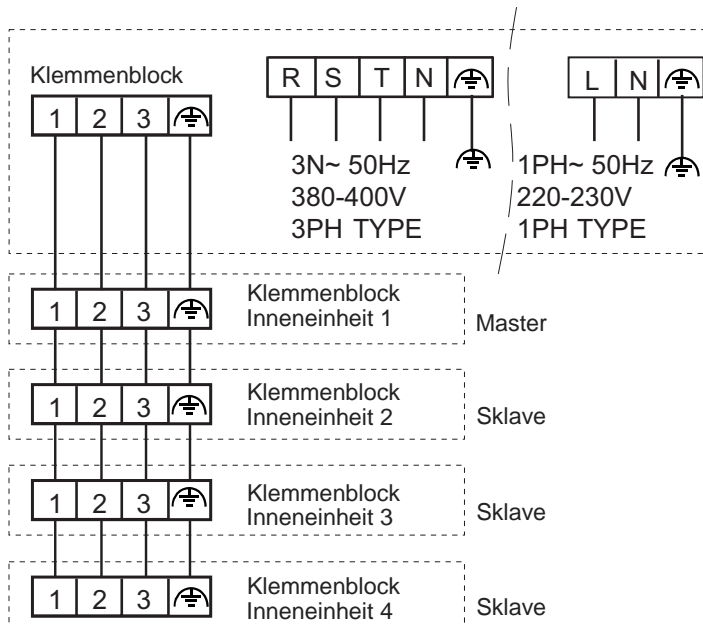 Klemmenblock
1 2 3
R S T N
3N~ 50Hz
380-400V
3PH TYPE
L N
1PH~ 50Hz
220-230V
1PH TYPE
1 2 3
Klemmenblock
Inneneinheit 1
Master
1 2 3
Klemmenblock
Inneneinheit 2
Sklave
1 2 3
Klemmenblock
Inneneinheit 3
Sklave
1 2 3
Klemmenblock
Inneneinheit 4
Sklave